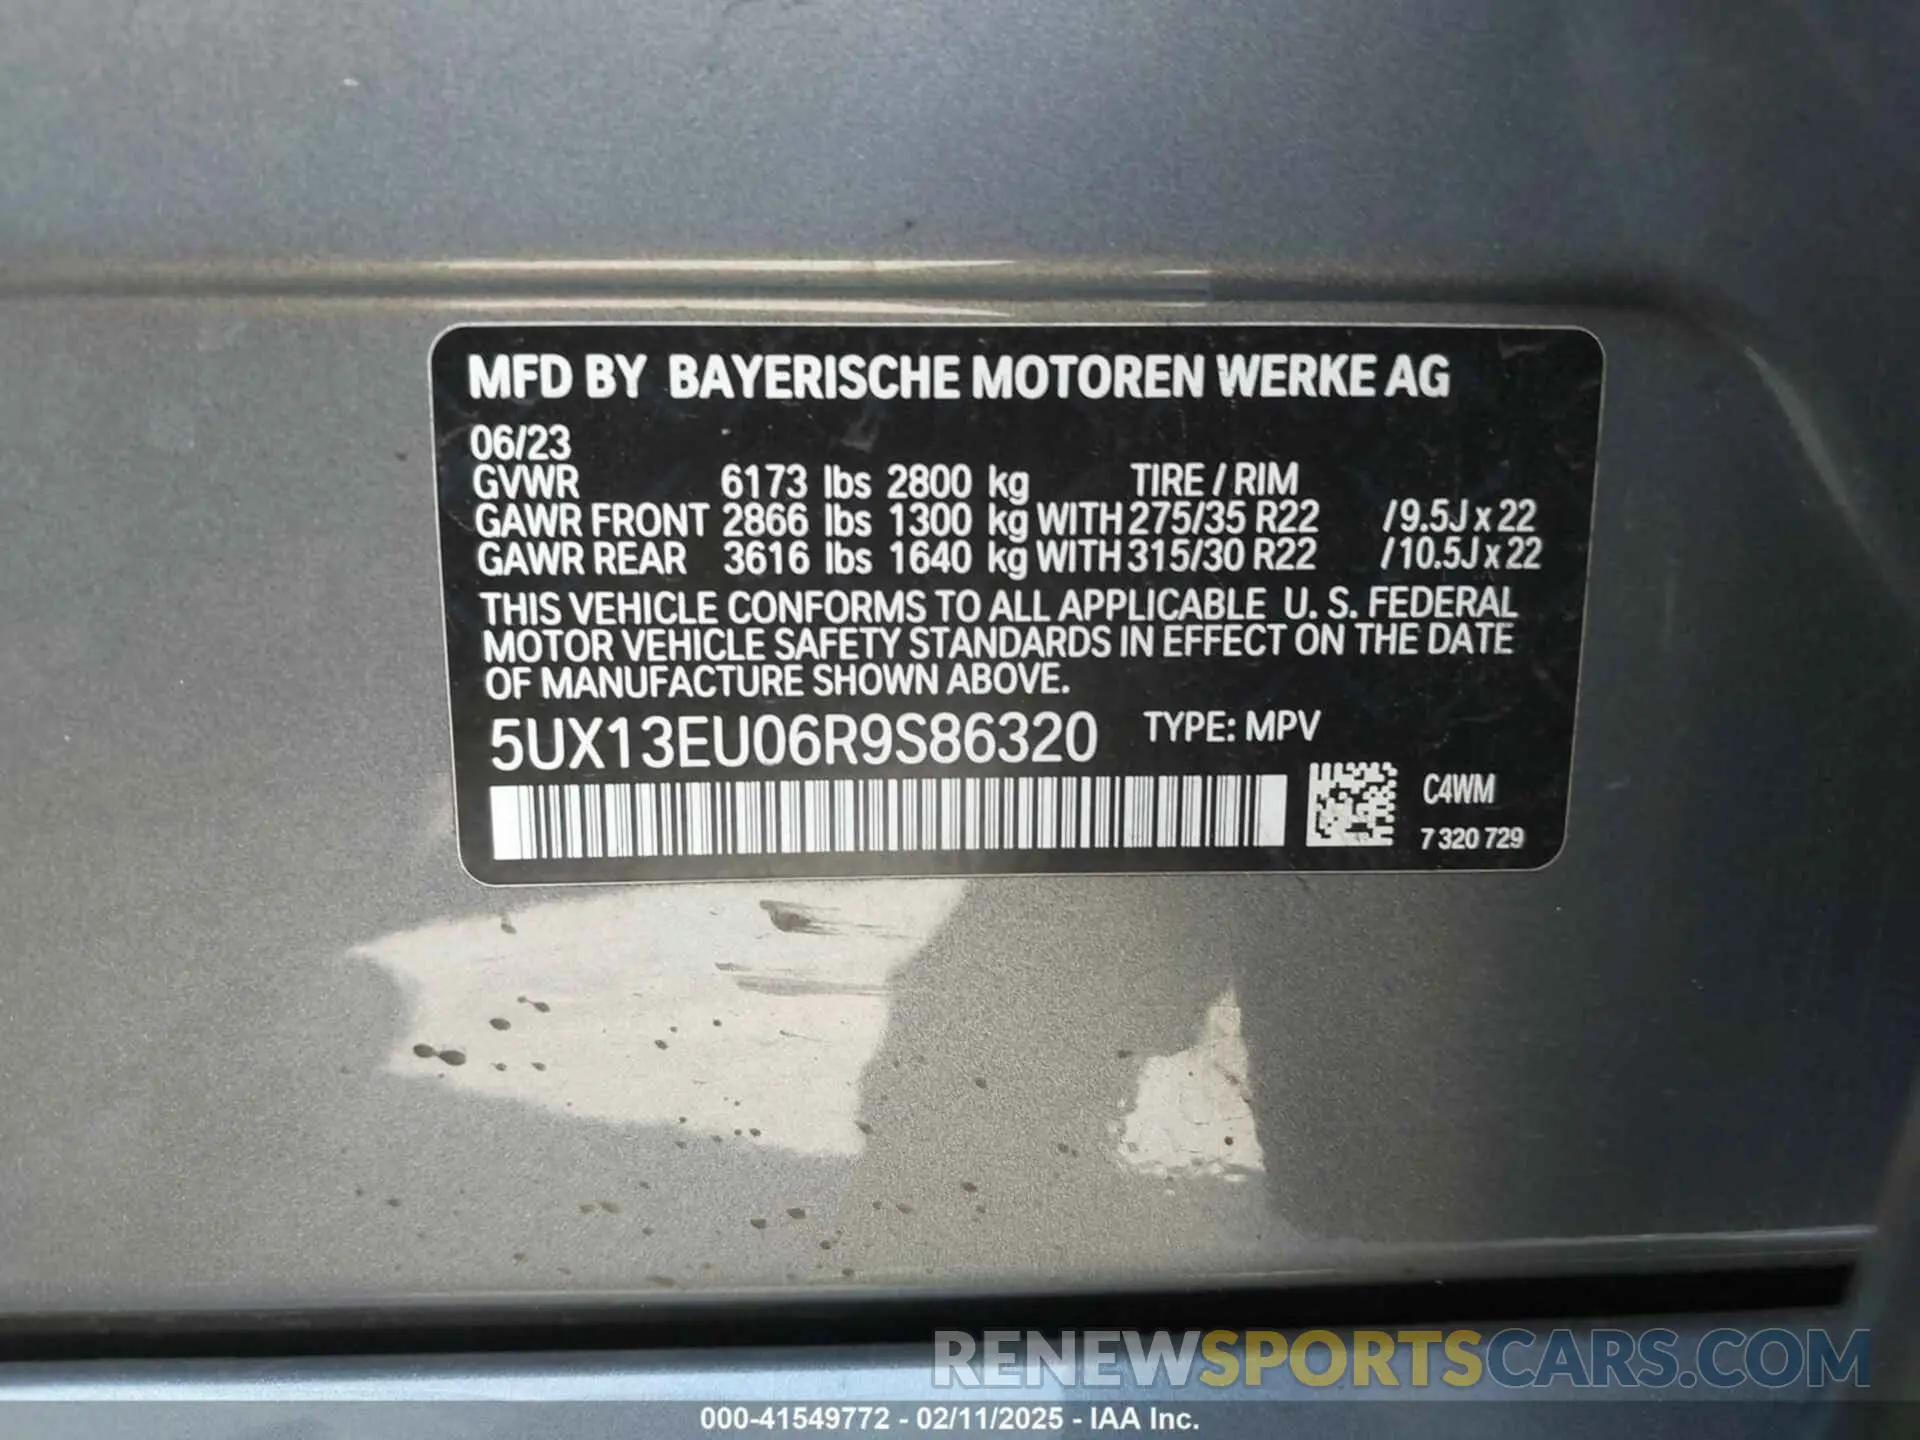 MFD BY BAYERISCHE MOTOREN WERKE AG
06/23
GVWR 6173 lbs 2800 kg TIRE / RIM
GAWR FRONT 2866 lbs 1300 kg WITH 275/35 R22 /9.5J x 22
GAWR REAR 3616 lbs 1640 kg WITH 315/30 R22 /10.5J x 22
THIS VEHICLE CONFORMS TO ALL APPLICABLE U. S. FEDERAL
MOTOR VEHICLE SAFETY STANDARDS IN EFFECT ON THE DATE
OF MANUFACTURE SHOWN ABOVE.
5UX13EU06R9S86320 TYPE: MPV
C4WM
7 320 729
RENEWSPORTSCARS.COM
000-41549772 - 02/11/2025 - IAA Inc.